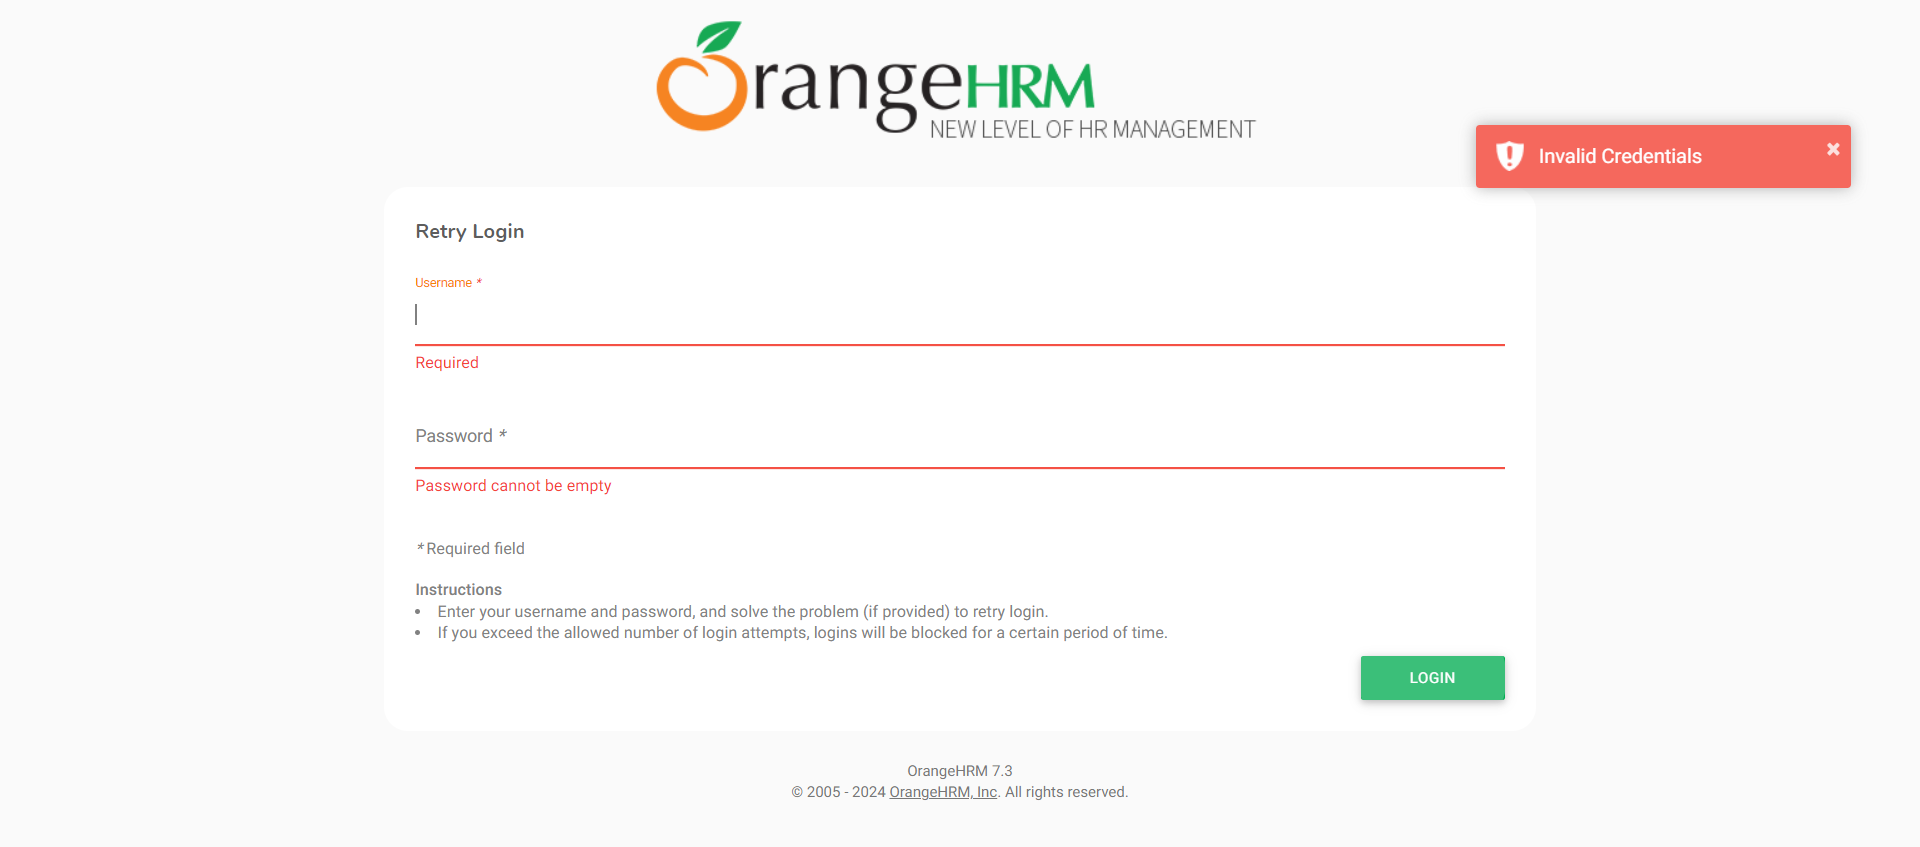 OrangeHRM
NEW LEVEL OF HR MANAGEMENT
Invalid Credentials
Retry Login
Username *
Required
Password *
Password cannot be empty
* Required field
Instructions
• Enter your username and password, and solve the problem (if provided) to retry login.
• If you exceed the allowed number of login attempts, logins will be blocked for a certain period of time.
LOGIN
OrangeHRM 7.3
© 2005 - 2024 OrangeHRM, Inc. All rights reserved.